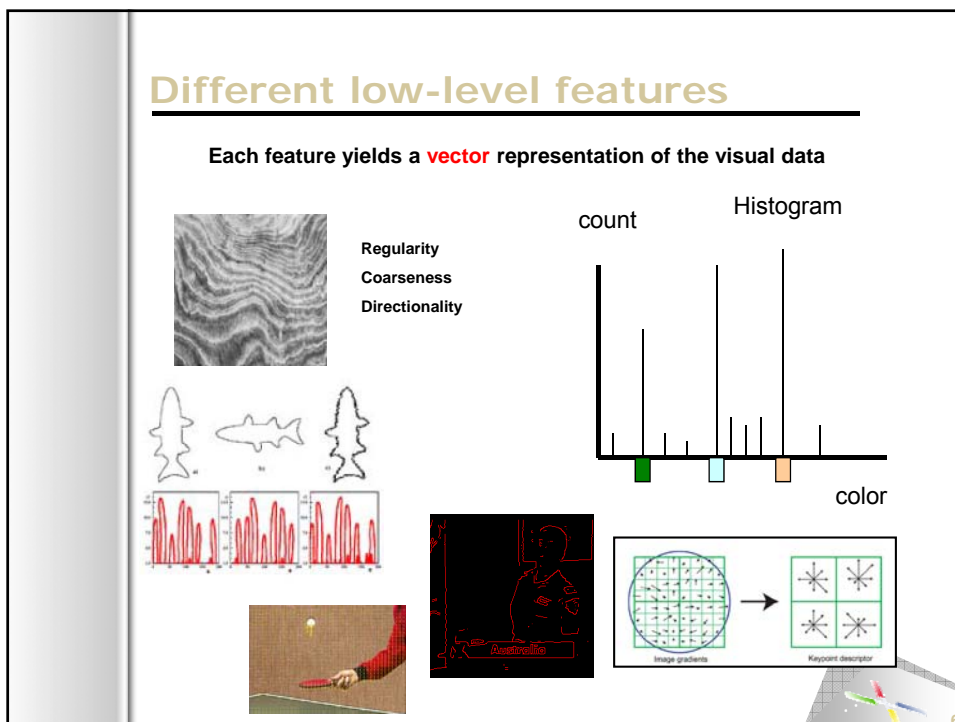 Different low-level features
Each feature yields a vector representation of the visual data
Regularity
Coarseness
Directionality
count
Histogram
color
a)
b)
c)
Australia
Image gradients
Keypoint descriptor